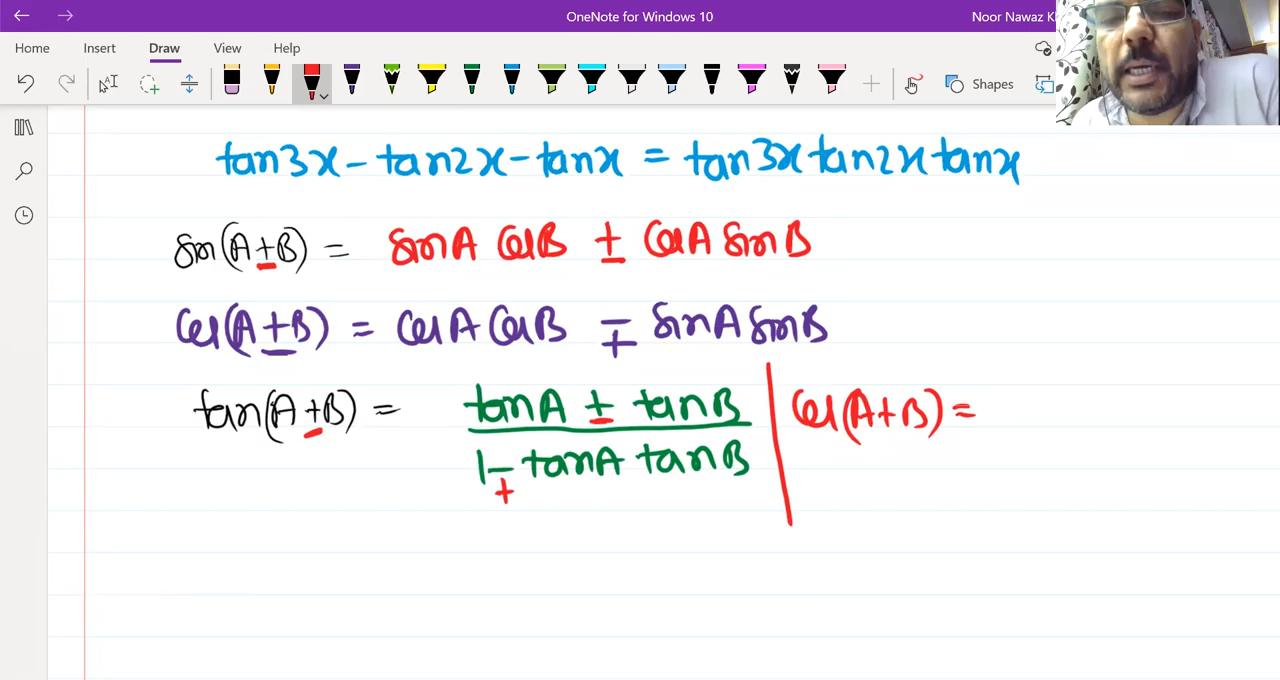 OneNote for Windows 10
Noor Nawaz K
Home Insert Draw View Help
Shapes
tan3x - tan2x - tanx = tan3x tan2x tanx
sin(A±B) = sinA cosB ± cosA sinB
cos(A±B) = cosA cosB ∓ sinA sinB
tan(A±B) = tanA ± tanB
1 ∓ tanA tanB
cos(A+B) =